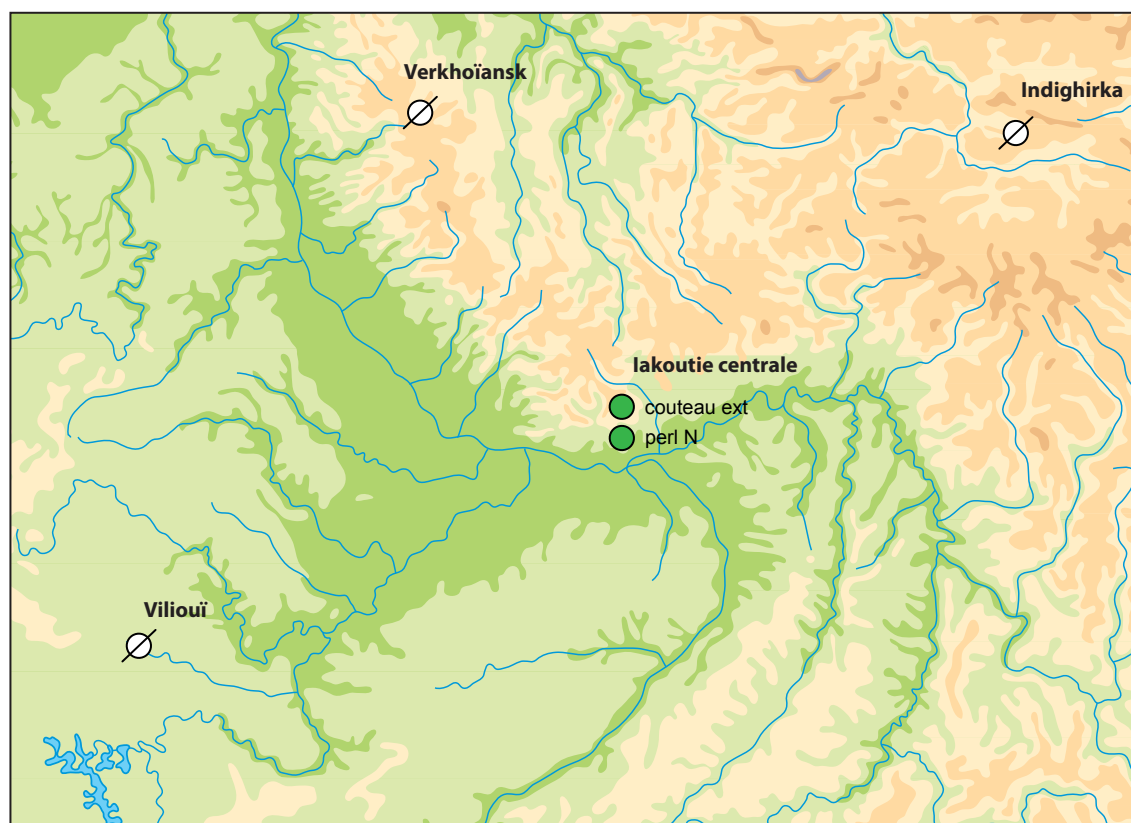 Verkhoïansk
Indighirka
Iakoutie centrale
couteau ext
perl N
Viliouï